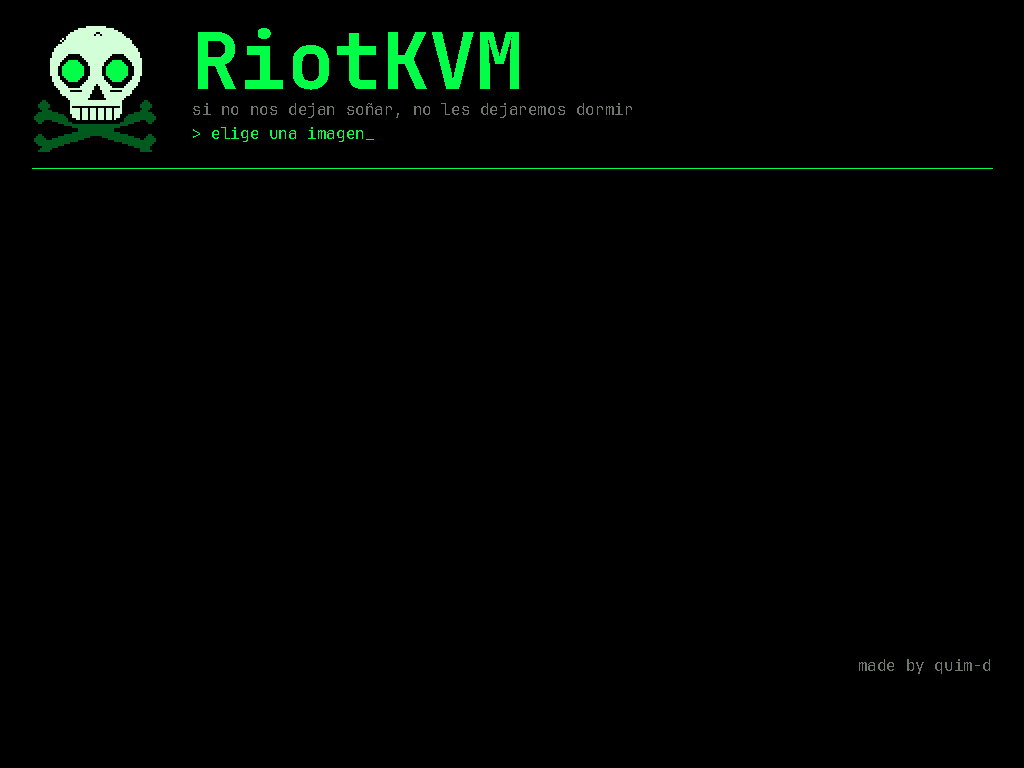 RiotKVM
si no nos dejan soñar, no les dejaremos dormir
> elige una imagen_
made by quim-d